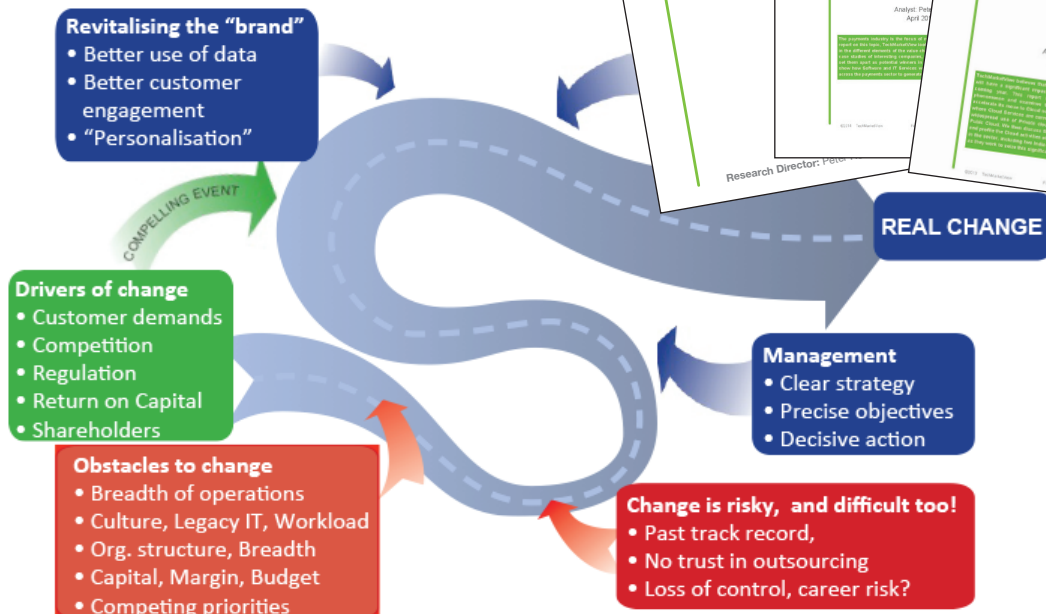 Revitalising the “brand”
• Better use of data
• Better customer
engagement
• “Personalisation”
COMPELLING EVENT
Drivers of change
• Customer demands
• Competition
• Regulation
• Return on Capital
• Shareholders
Obstacles to change
• Breadth of operations
• Culture, Legacy IT, Workload
• Org. structure, Breadth
• Capital, Margin, Budget
• Competing priorities
Change is risky, and difficult too!
• Past track record,
• No trust in outsourcing
• Loss of control, career risk?
Management
• Clear strategy
• Precise objectives
• Decisive action
REAL CHANGE
Analyst: Pete
April 201
Research Director: Peter